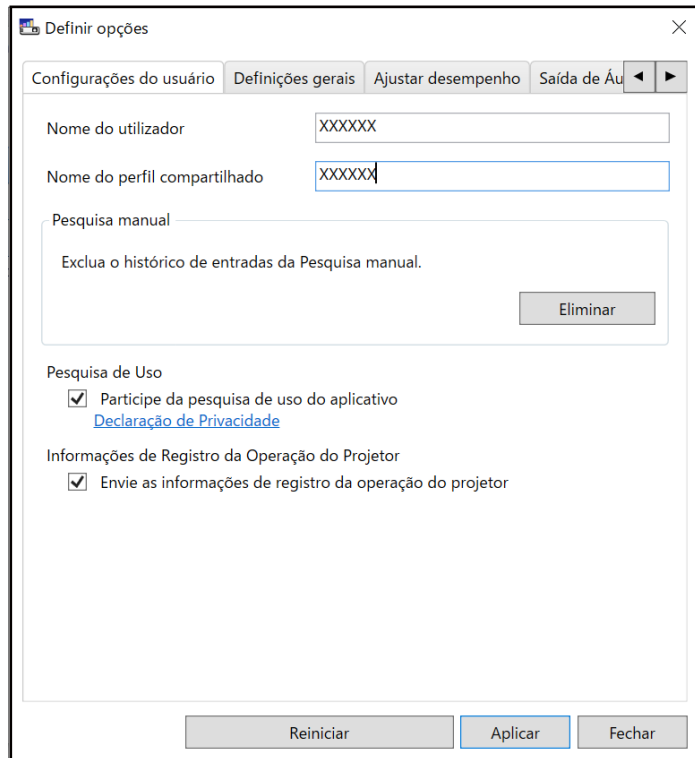 Definir opções
Configurações do usuário Definições gerais Ajustar desempenho Saída de Áu
Nome do utilizador XXXXXX
Nome do perfil compartilhado XXXXXX
Pesquisa manual
Exclua o histórico de entradas da Pesquisa manual.
Eliminar
Pesquisa de Uso
Participe da pesquisa de uso do aplicativo
Declaração de Privacidade
Informações de Registro da Operação do Projetor
Envie as informações de registro da operação do projetor
Reiniciar Aplicar Fechar